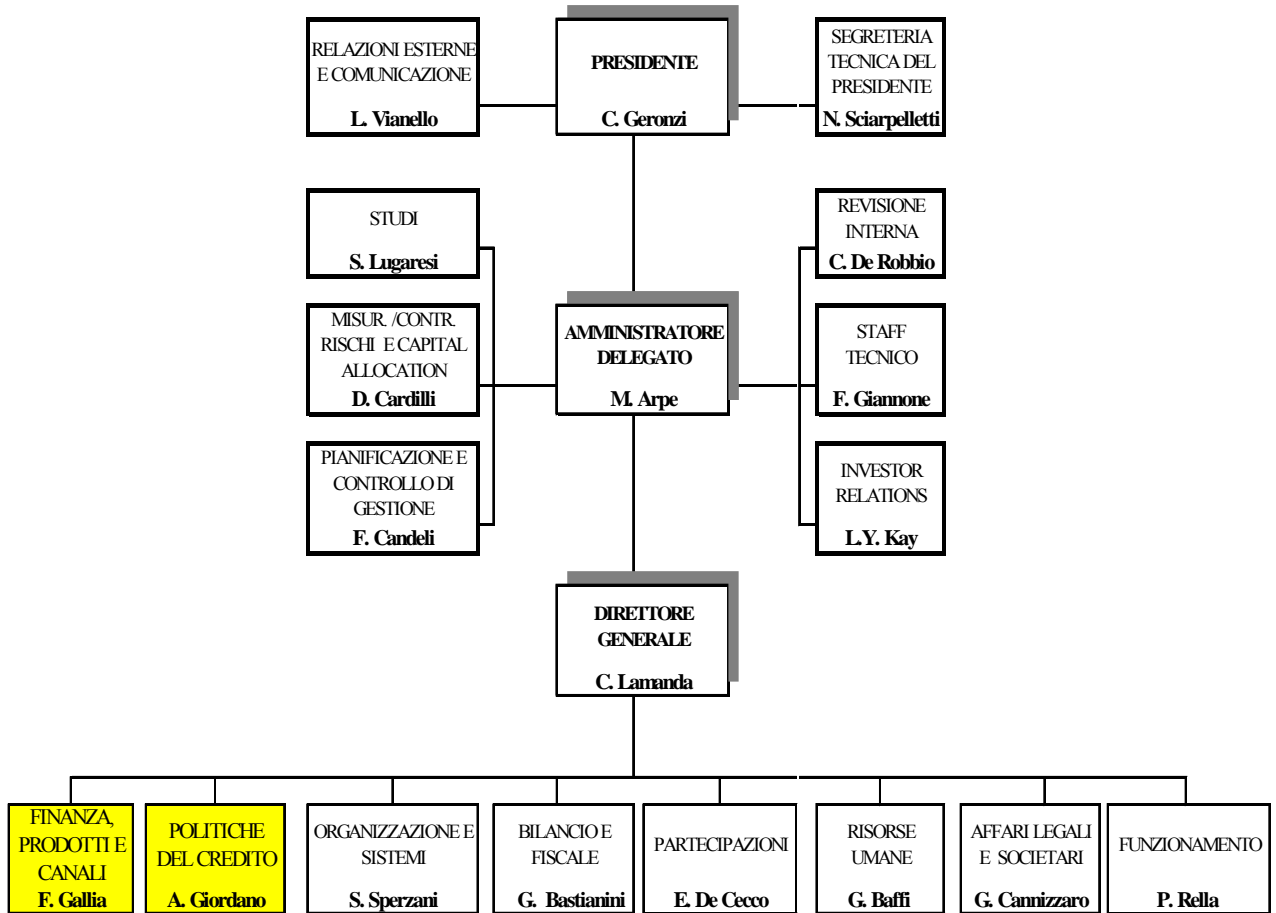 RELAZIONI ESTERNE
E COMUNICAZIONE
L. Vianello
PRESIDENTE
C. Geronzi
SEGRETERIA
TECNICA DEL
PRESIDENTE
N. Sciarpelletti
STUDI
S. Lugaresi
REVISIONE
INTERNA
C. De Robbio
MISUR. /CONTR.
RISCHI E CAPITAL
ALLOCATION
D. Cardilli
AMMINISTRATORE
DELEGATO
M. Arpe
STAFF
TECNICO
F. Giannone
PIANIFICAZIONE E
CONTROLLO DI
GESTIONE
F. Candeli
INVESTOR
RELATIONS
L.Y. Kay
DIRETTORE
GENERALE
C. Lamanda
FINANZA,
PRODOTTI E
CANALI
F. Gallia
POLITICHE
DEL CREDITO
A. Giordano
ORGANIZZAZIONE E
SISTEMI
S. Sperzani
BILANCIO E
FISCALE
G. Bastianini
PARTECIPAZIONI
E. De Cecco
RISORSE
UMANE
G. Baffi
AFFARI LEGALI
E SOCIETARI
G. Cannizzaro
FUNZIONAMENTO
P. Rella